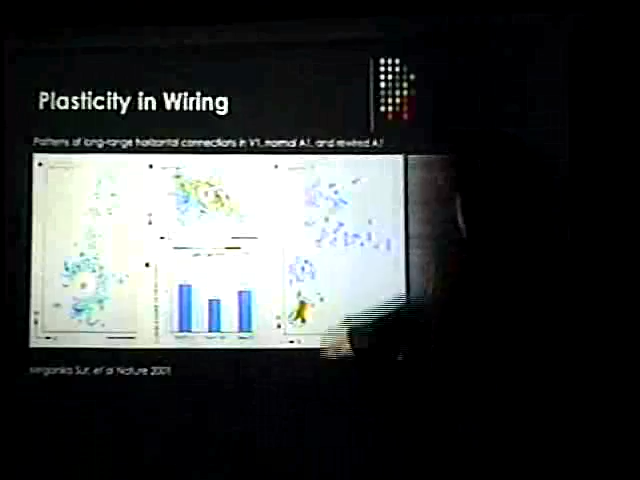 Plasticity in Wiring
Patterns of long-range horizontal connections in V1, normal A1, and rewired A1
Mriganka Sur, et al Nature 2001